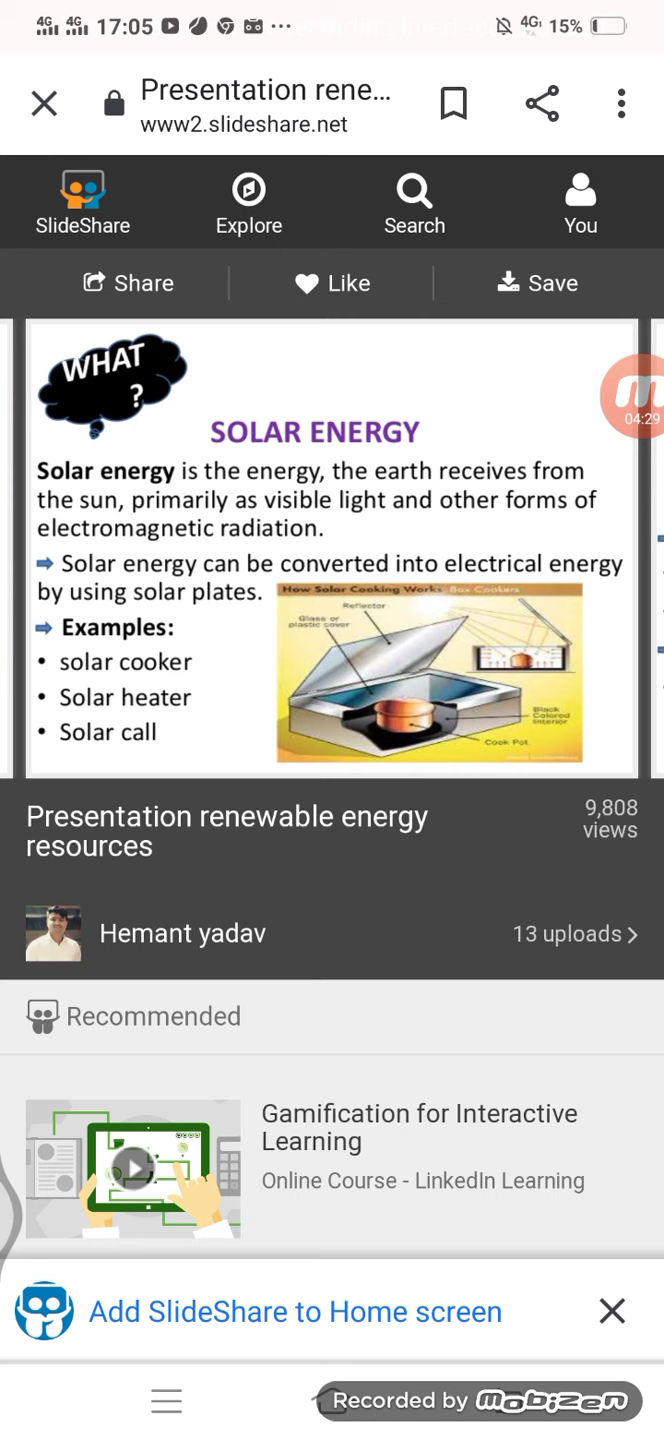 4G 4G 17:05 4G 15%
Presentation rene...
www2.slideshare.net
SlideShare Explore Search You
Share Like Save
WHAT
?
04:29
SOLAR ENERGY
Solar energy is the energy, the earth receives from
the sun, primarily as visible light and other forms of
electromagnetic radiation.
Solar energy can be converted into electrical energy
by using solar plates.
How Solar Cooking Works Box Cookers
Reflector
Glass or
plastic cover
Examples:
• solar cooker
• Solar heater
• Solar call
Black
Colored
Interior
Cook Pot
Presentation renewable energy
resources
9,808
views
Hemant yadav 13 uploads
Recommended
Gamification for Interactive
Learning
Online Course - LinkedIn Learning
Add SlideShare to Home screen
Recorded by mobizen